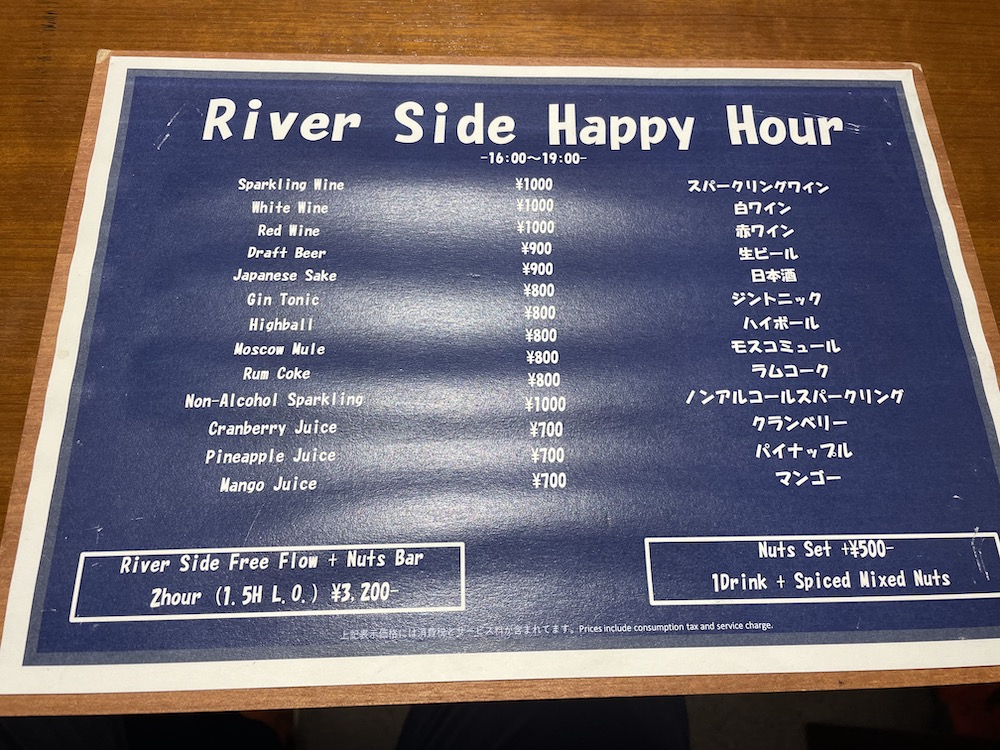 River Side Happy Hour
-16:00～19:00-
Sparkling Wine
White Wine
Red Wine
Draft Beer
Japanese Sake
Gin Tonic
Highball
Moscow Mule
Rum Coke
Non-Alcohol Sparkling
Cranberry Juice
Pineapple Juice
Mango Juice
¥1000
¥1000
¥1000
¥900
¥900
¥800
¥800
¥800
¥800
¥800
¥1000
¥700
¥700
¥700
スパークリングワイン
白ワイン
赤ワイン
生ビール
日本酒
ジントニック
ハイボール
モスコミュール
ラムコーク
ノンアルコールスパークリング
クランベリー
パイナップル
マンゴー
River Side Free Flow + Nuts Bar
2hour (1.5H L.O.) ¥3,200-
Nuts Set +¥500-
1Drink + Spiced Mixed Nuts
上記表示価格には消費税とサービス料が含まれてます。Prices include consumption tax and service charge.